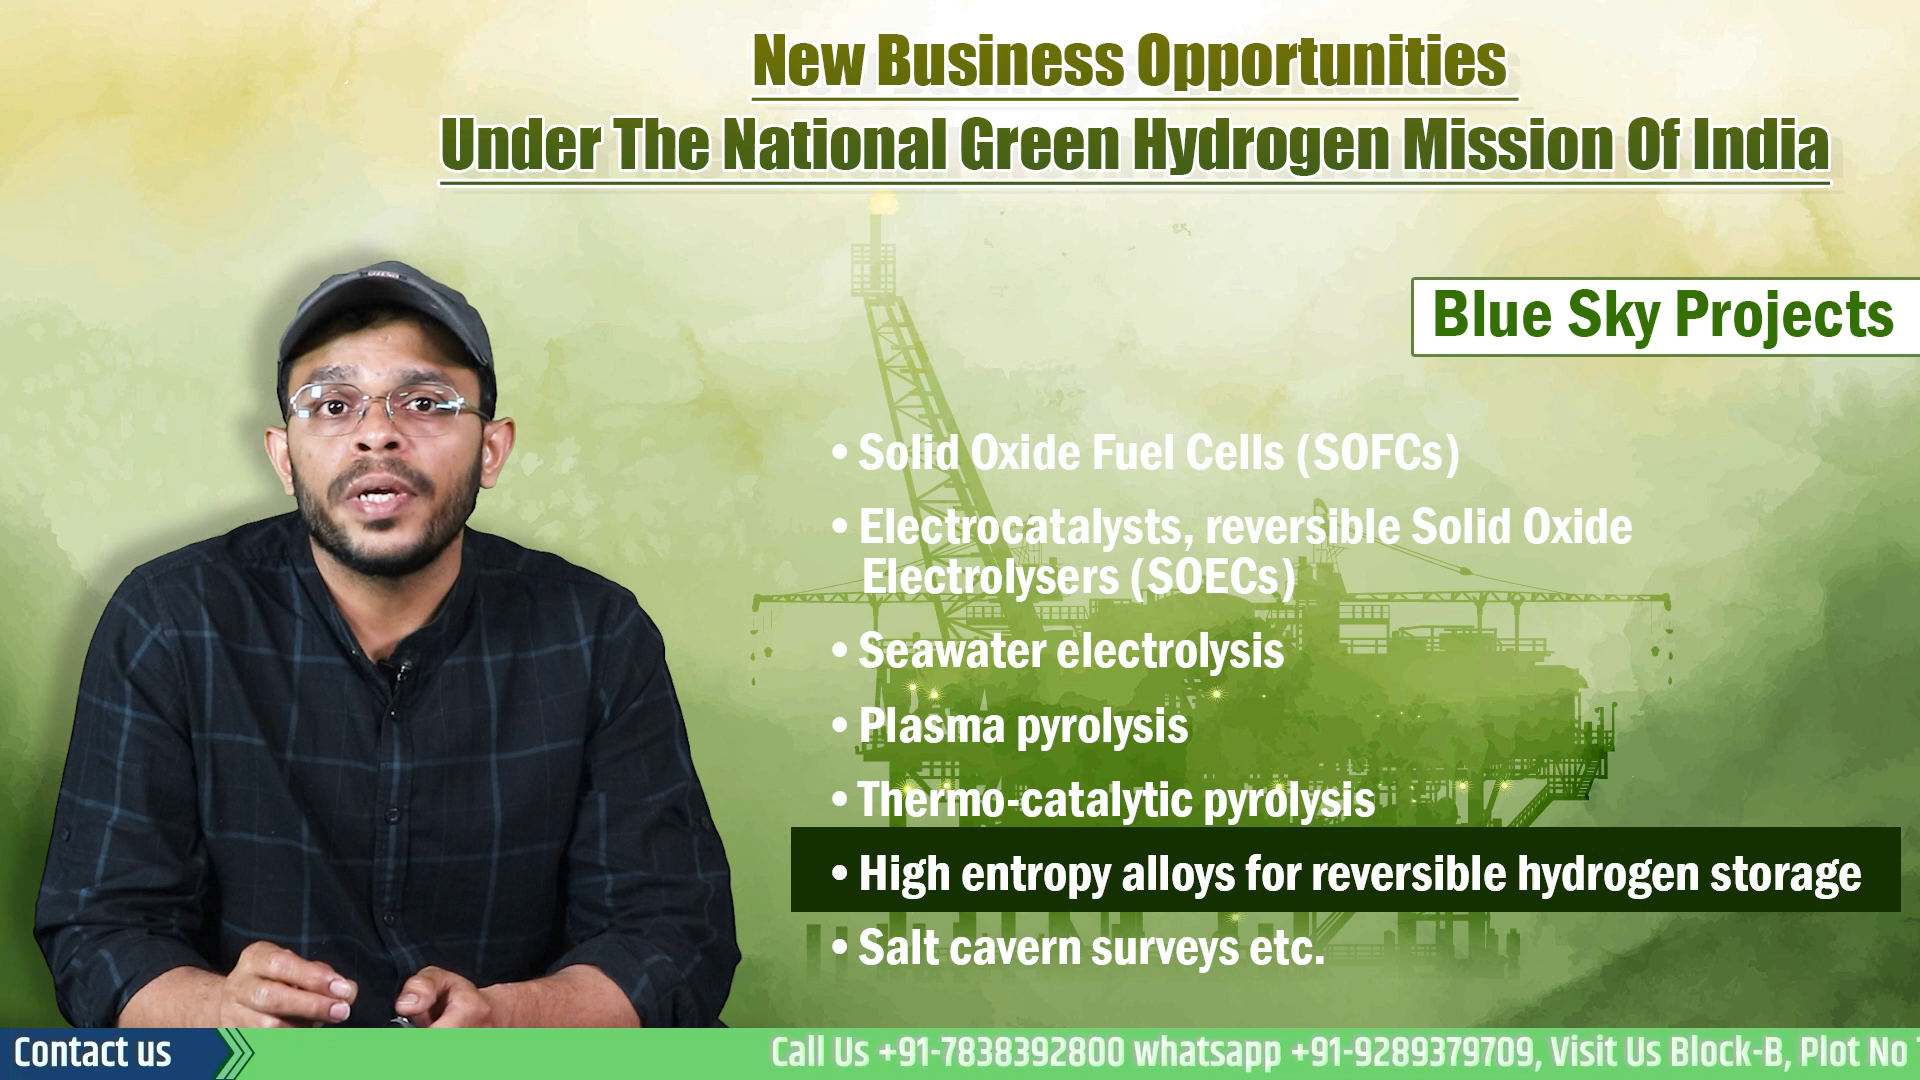 New Business Opportunities
Under The National Green Hydrogen Mission Of India
Blue Sky Projects
• Solid Oxide Fuel Cells (SOFCs)
• Electrocatalysts, reversible Solid Oxide
Electrolysers (SOECs)
• Seawater electrolysis
• Plasma pyrolysis
• Thermo-catalytic pyrolysis
• High entropy alloys for reversible hydrogen storage
• Salt cavern surveys etc.
Contact us
Call Us +91-7838392800 whatsapp +91-9289379709, Visit Us Block-B, Plot No